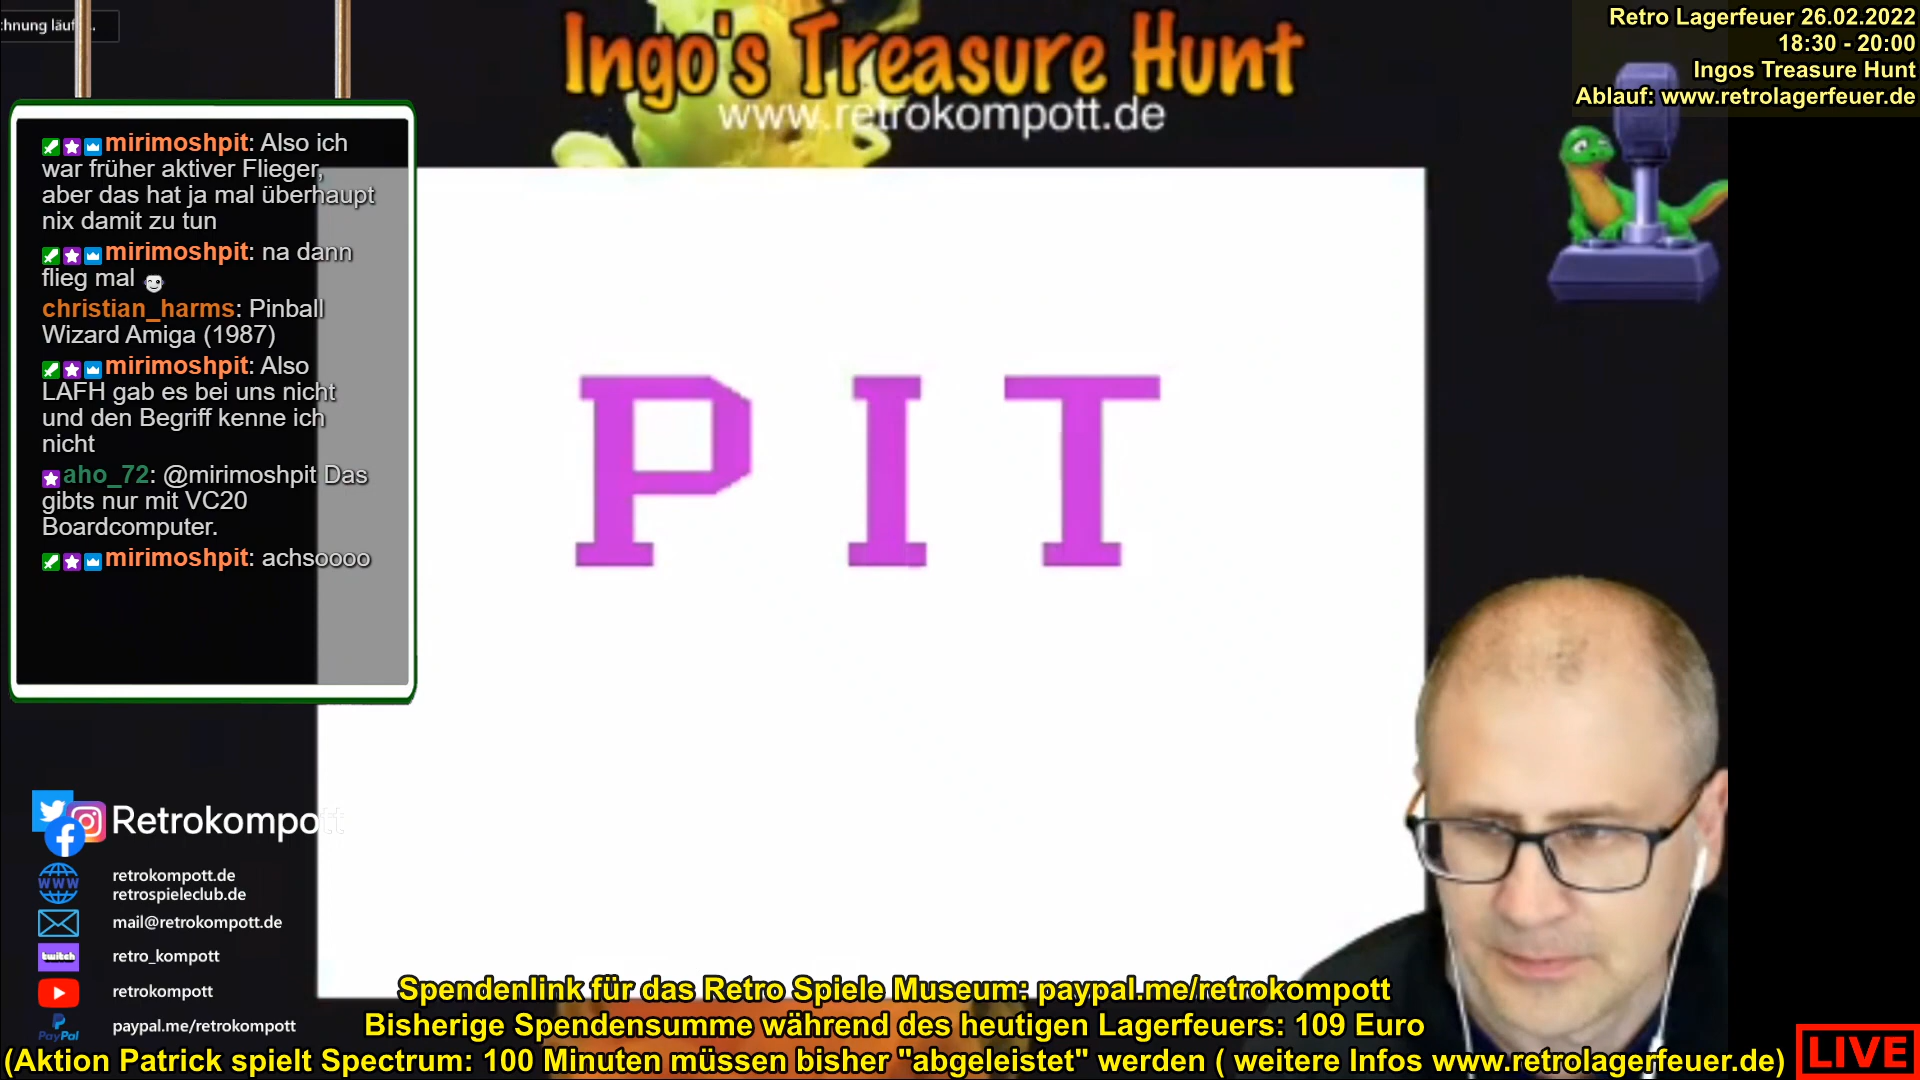 chnung läuf
Ingo's Treasure Hunt
www.retrokompott.de
Retro Lagerfeuer 26.02.2022
18:30 - 20:00
Ingos Treasure Hunt
Ablauf: www.retrolagerfeuer.de
mirimoshpit: Also ich
war früher aktiver Flieger,
aber das hat ja mal überhaupt
nix damit zu tun
mirimoshpit: na dann
flieg mal
christian_harms: Pinball
Wizard Amiga (1987)
mirimoshpit: Also
LAFH gab es bei uns nicht
und den Begriff kenne ich
nicht
aho_72: @mirimoshpit Das
gibts nur mit VC20
Boardcomputer.
mirimoshpit: achsoooo
PIT
Retrokompott
www
retrokompott.de
retrospieleclub.de
mail@retrokompott.de
twitch
retro_kompott
retrokompott
PayPal
paypal.me/retrokompott
Spendenlink für das Retro Spiele Museum: paypal.me/retrokompott
Bisherige Spendensumme während des heutigen Lagerfeuers: 109 Euro
(Aktion Patrick spielt Spectrum: 100 Minuten müssen bisher "abgeleistet" werden ( weitere Infos www.retrolagerfeuer.de)
LIVE